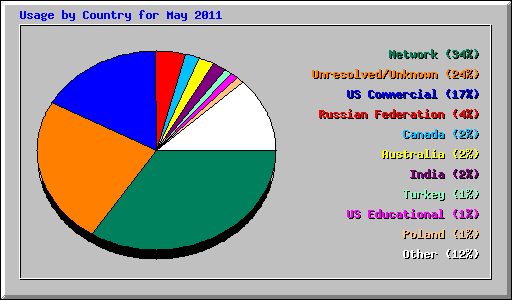 Usage by Country for May 2011
Network (34%)
Unresolved/Unknown (24%)
US Commercial (17%)
Russian Federation (4%)
Canada (2%)
Australia (2%)
India (2%)
Turkey (1%)
US Educational (1%)
Poland (1%)
Other (12%)